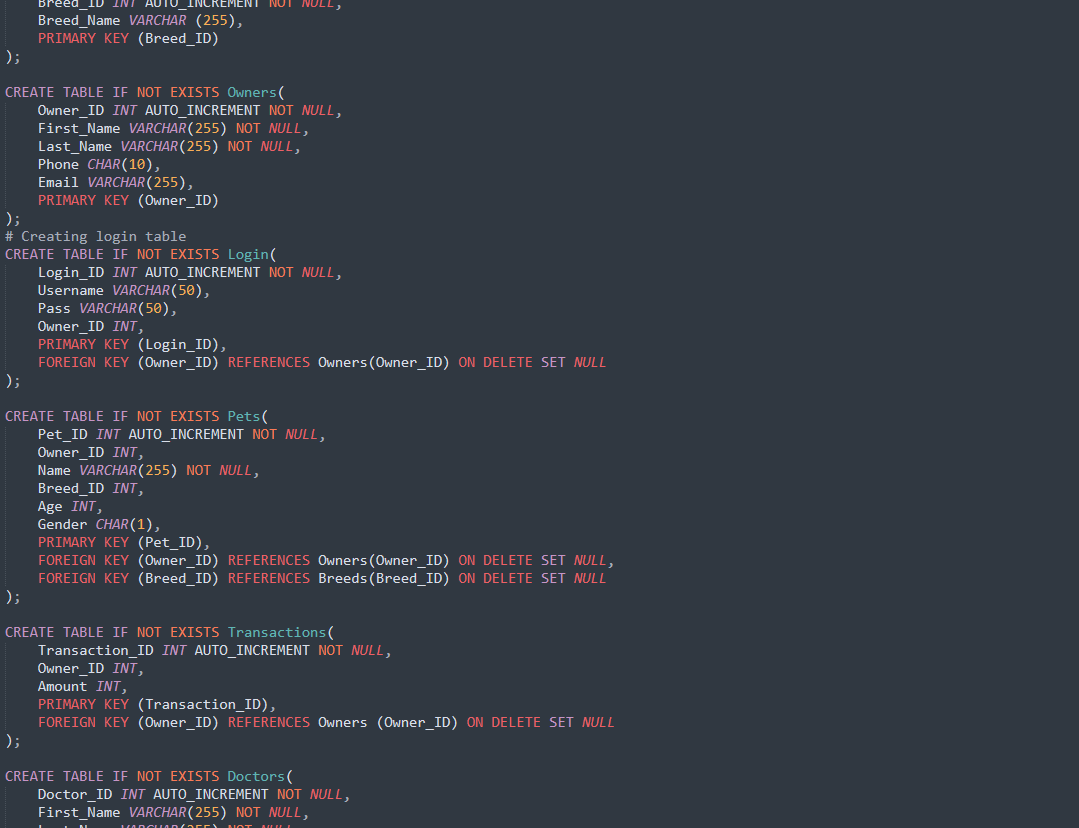 Breed_ID INT AUTO_INCREMENT NOT NULL,
Breed_Name VARCHAR (255),
PRIMARY KEY (Breed_ID)
);
CREATE TABLE IF NOT EXISTS Owners(
Owner_ID INT AUTO_INCREMENT NOT NULL,
First_Name VARCHAR(255) NOT NULL,
Last_Name VARCHAR(255) NOT NULL,
Phone CHAR(10),
Email VARCHAR(255),
PRIMARY KEY (Owner_ID)
);
# Creating login table
CREATE TABLE IF NOT EXISTS Login(
Login_ID INT AUTO_INCREMENT NOT NULL,
Username VARCHAR(50),
Pass VARCHAR(50),
Owner_ID INT,
PRIMARY KEY (Login_ID),
FOREIGN KEY (Owner_ID) REFERENCES Owners(Owner_ID) ON DELETE SET NULL
);
CREATE TABLE IF NOT EXISTS Pets(
Pet_ID INT AUTO_INCREMENT NOT NULL,
Owner_ID INT,
Name VARCHAR(255) NOT NULL,
Breed_ID INT,
Age INT,
Gender CHAR(1),
PRIMARY KEY (Pet_ID),
FOREIGN KEY (Owner_ID) REFERENCES Owners(Owner_ID) ON DELETE SET NULL,
FOREIGN KEY (Breed_ID) REFERENCES Breeds(Breed_ID) ON DELETE SET NULL
);
CREATE TABLE IF NOT EXISTS Transactions(
Transaction_ID INT AUTO_INCREMENT NOT NULL,
Owner_ID INT,
Amount INT,
PRIMARY KEY (Transaction_ID),
FOREIGN KEY (Owner_ID) REFERENCES Owners (Owner_ID) ON DELETE SET NULL
);
CREATE TABLE IF NOT EXISTS Doctors(
Doctor_ID INT AUTO_INCREMENT NOT NULL,
First_Name VARCHAR(255) NOT NULL,
Last_Name VARCHAR(255) NOT NULL